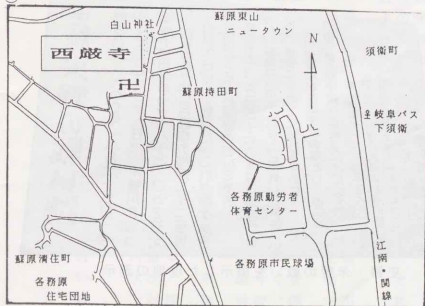 蘇原東山
ニュータウン
白山神社
西厳寺
卍
須衛町
蘇原持田町
N
岐阜バス
下須衛
各務原勤労者
体育センター
蘇原清住町
各務原市民球場
各務原
住宅団地
江南・関線